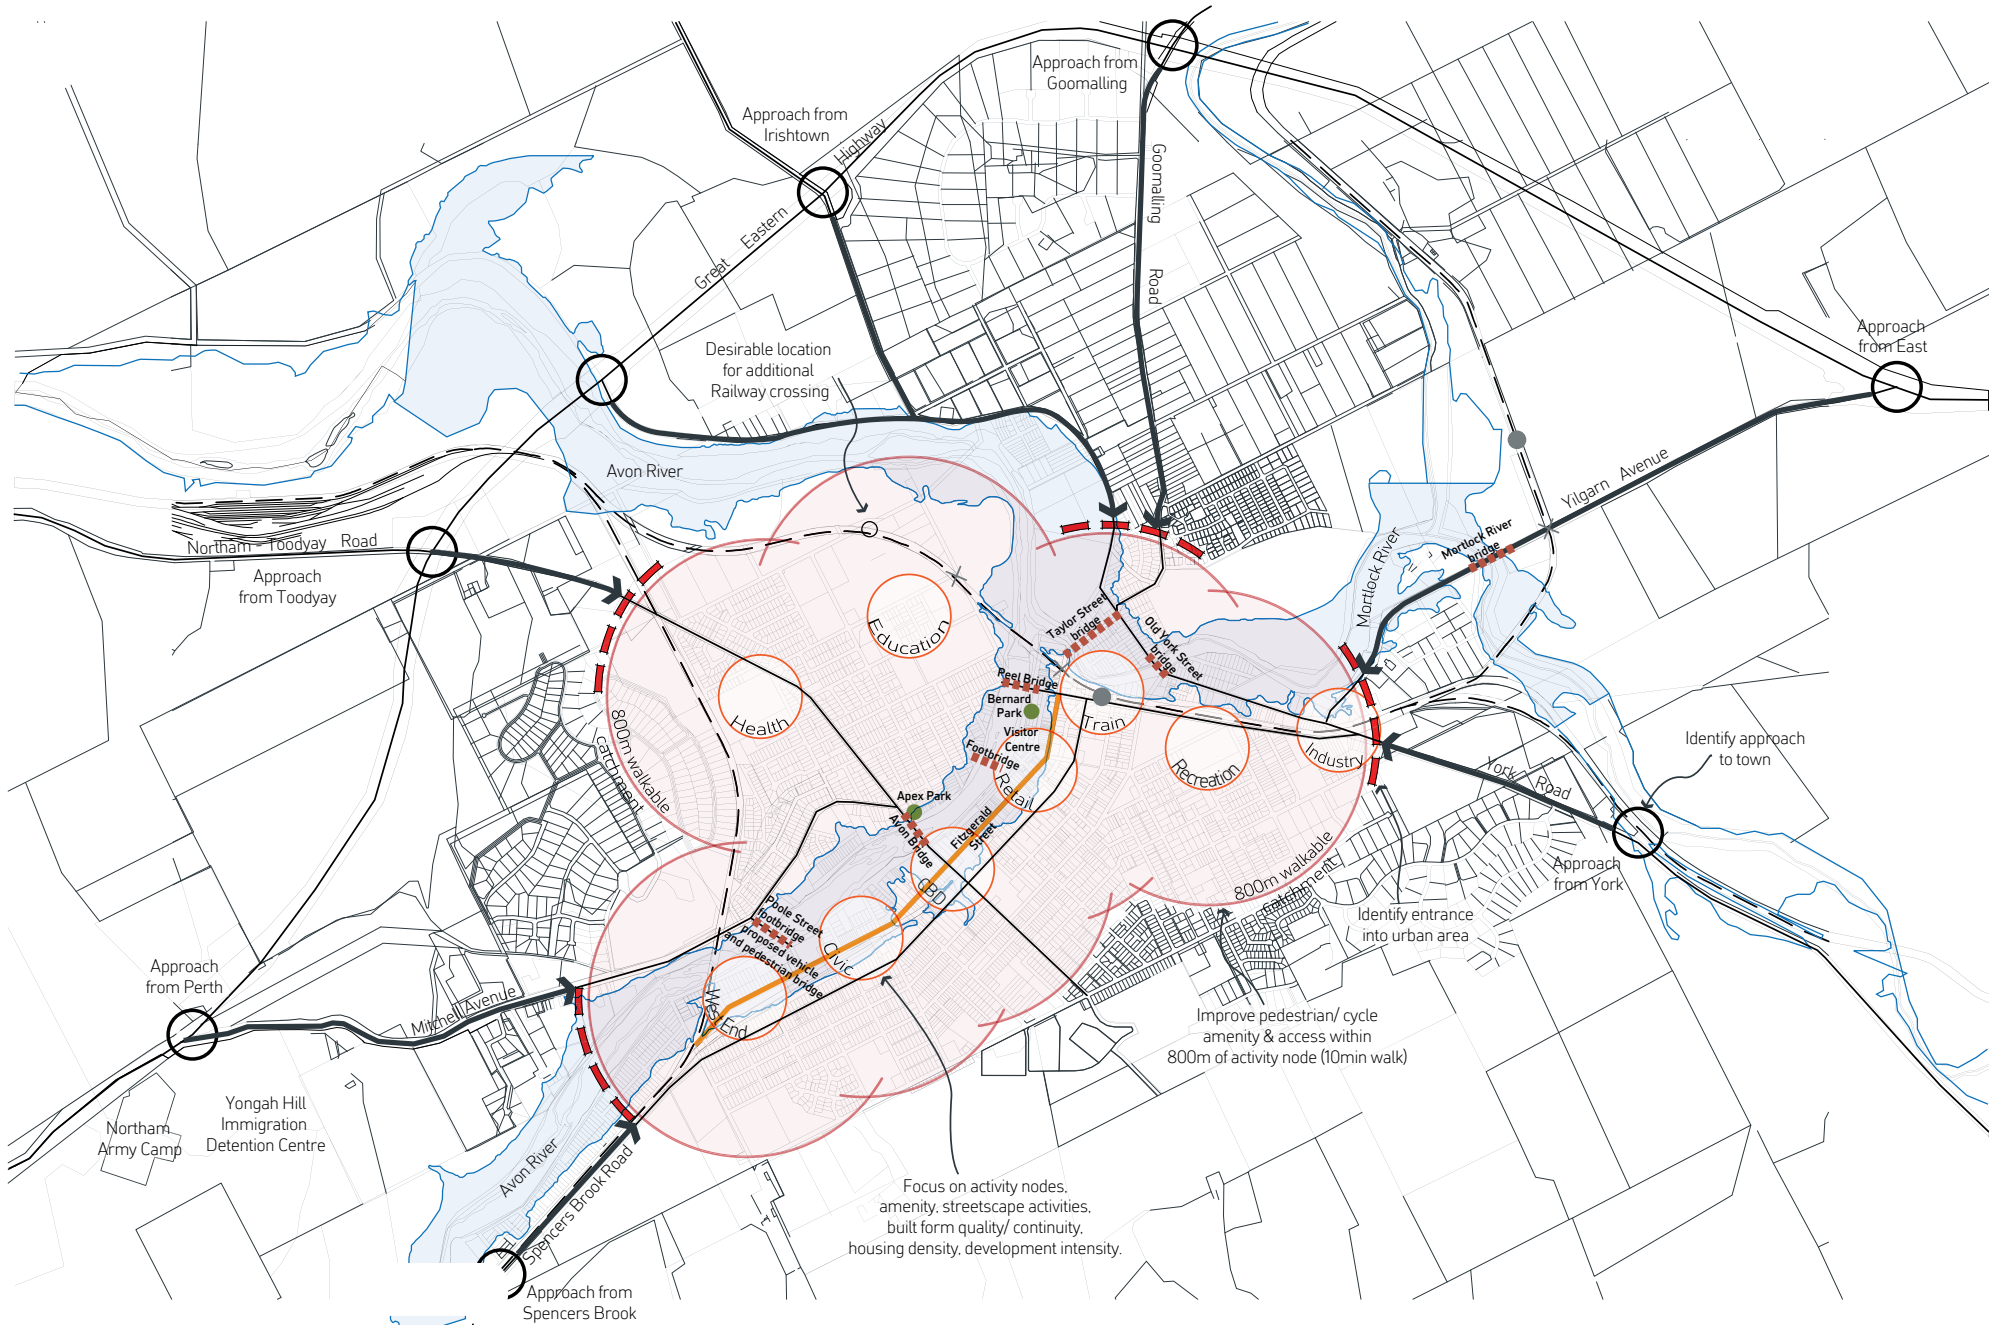 Approach from
Goomalling
Approach from
Irishtown
Great Eastern Highway
Goomalling Road
Approach
from East
Desirable location
for additional
Railway crossing
Avon River
Yilgarn Avenue
Mortlock River
bridge
Mortlock River
Northam - Toodyay Road
Approach
from Toodyay
Education
Taylor Street
bridge
Old York Street
bridge
Peel Bridge
Bernard
Park
Train
Health
Visitor
Centre
Footbridge
Retail
Recreation
Industry
York Road
Identify approach
to town
800m walkable
catchment
Apex Park
Avon Bridge
Fitzgerald
Street
CBD
800m walkable
catchment
Approach
from York
Identify entrance
into urban area
Poole Street
footbridge
proposed vehicle
and pedestrian bridge
Civic
West End
Approach
from Perth
Mitchell Avenue
Improve pedestrian/ cycle
amenity & access within
800m of activity node (10min walk)
Yongah Hill
Immigration
Detention Centre
Northam
Army Camp
Avon River
Spencers Brook Road
Focus on activity nodes,
amenity, streetscape activities,
built form quality/ continuity,
housing density, development intensity.
Approach from
Spencers Brook